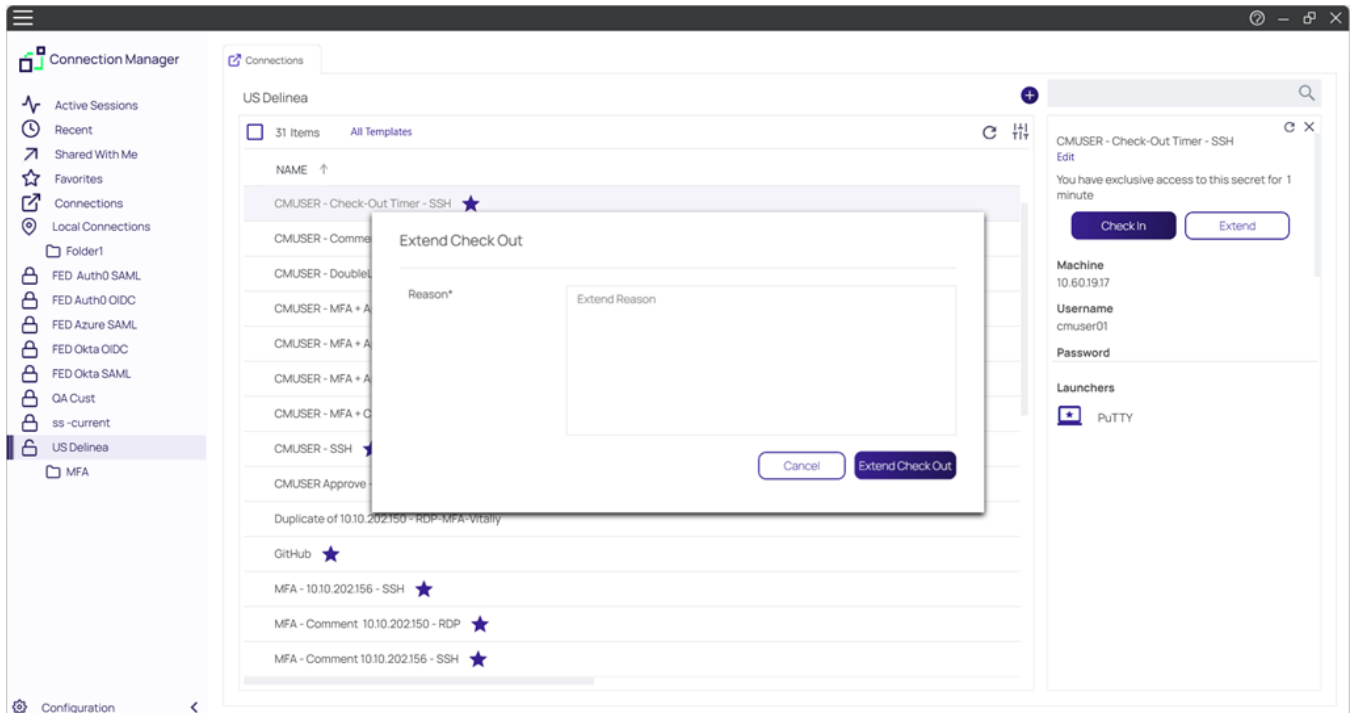 Connection Manager
Active Sessions
Recent
Shared With Me
Favorites
Connections
Local Connections
Folder1
FED Auth0 SAML
FED Auth0 OIDC
FED Azure SAML
FED Okta OIDC
FED Okta SAML
QA Cust
ss -current
US Delinea
MFA
Configuration
Connections
US Delinea
31 Items All Templates
NAME
CMUSER - Check-Out Timer - SSH
CMUSER - Comme
CMUSER - DoubleL
CMUSER - MFA + A
CMUSER - MFA + A
CMUSER - MFA + A
CMUSER - MFA + C
CMUSER - SSH
CMUSER Approve -
Duplicate of 10.10.202.150 - RDP-MFA-Vitaliy
GitHub
MFA - 10.10.202.156 - SSH
MFA - Comment 10.10.202.150 - RDP
MFA - Comment 10.10.202.156 - SSH
Extend Check Out
Reason*
Extend Reason
Cancel Extend Check Out
CMUSER - Check-Out Timer - SSH
Edit
You have exclusive access to this secret for 1
minute
Check In Extend
Machine
10.60.19.17
Username
cmuser01
Password
Launchers
PuTTY